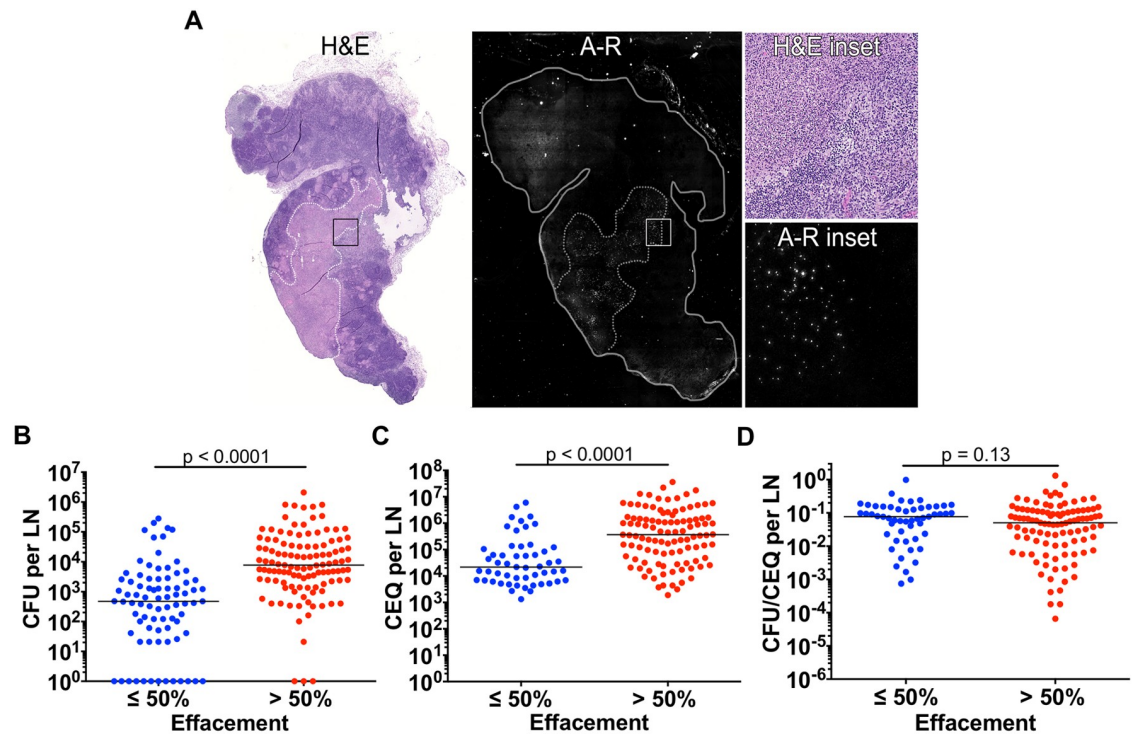 A
H&E
A-R
H&E inset
A-R inset
B
p < 0.0001
CFU per LN
10⁷
10⁶
10⁵
10⁴
10³
10²
10¹
10⁰
≤ 50%
> 50%
Effacement
C
p < 0.0001
CEQ per LN
10⁸
10⁷
10⁶
10⁵
10⁴
10³
10²
10¹
10⁰
≤ 50%
> 50%
Effacement
D
p = 0.13
CFU/CEQ per LN
10⁰
10⁻¹
10⁻²
10⁻³
10⁻⁴
10⁻⁵
10⁻⁶
≤ 50%
> 50%
Effacement